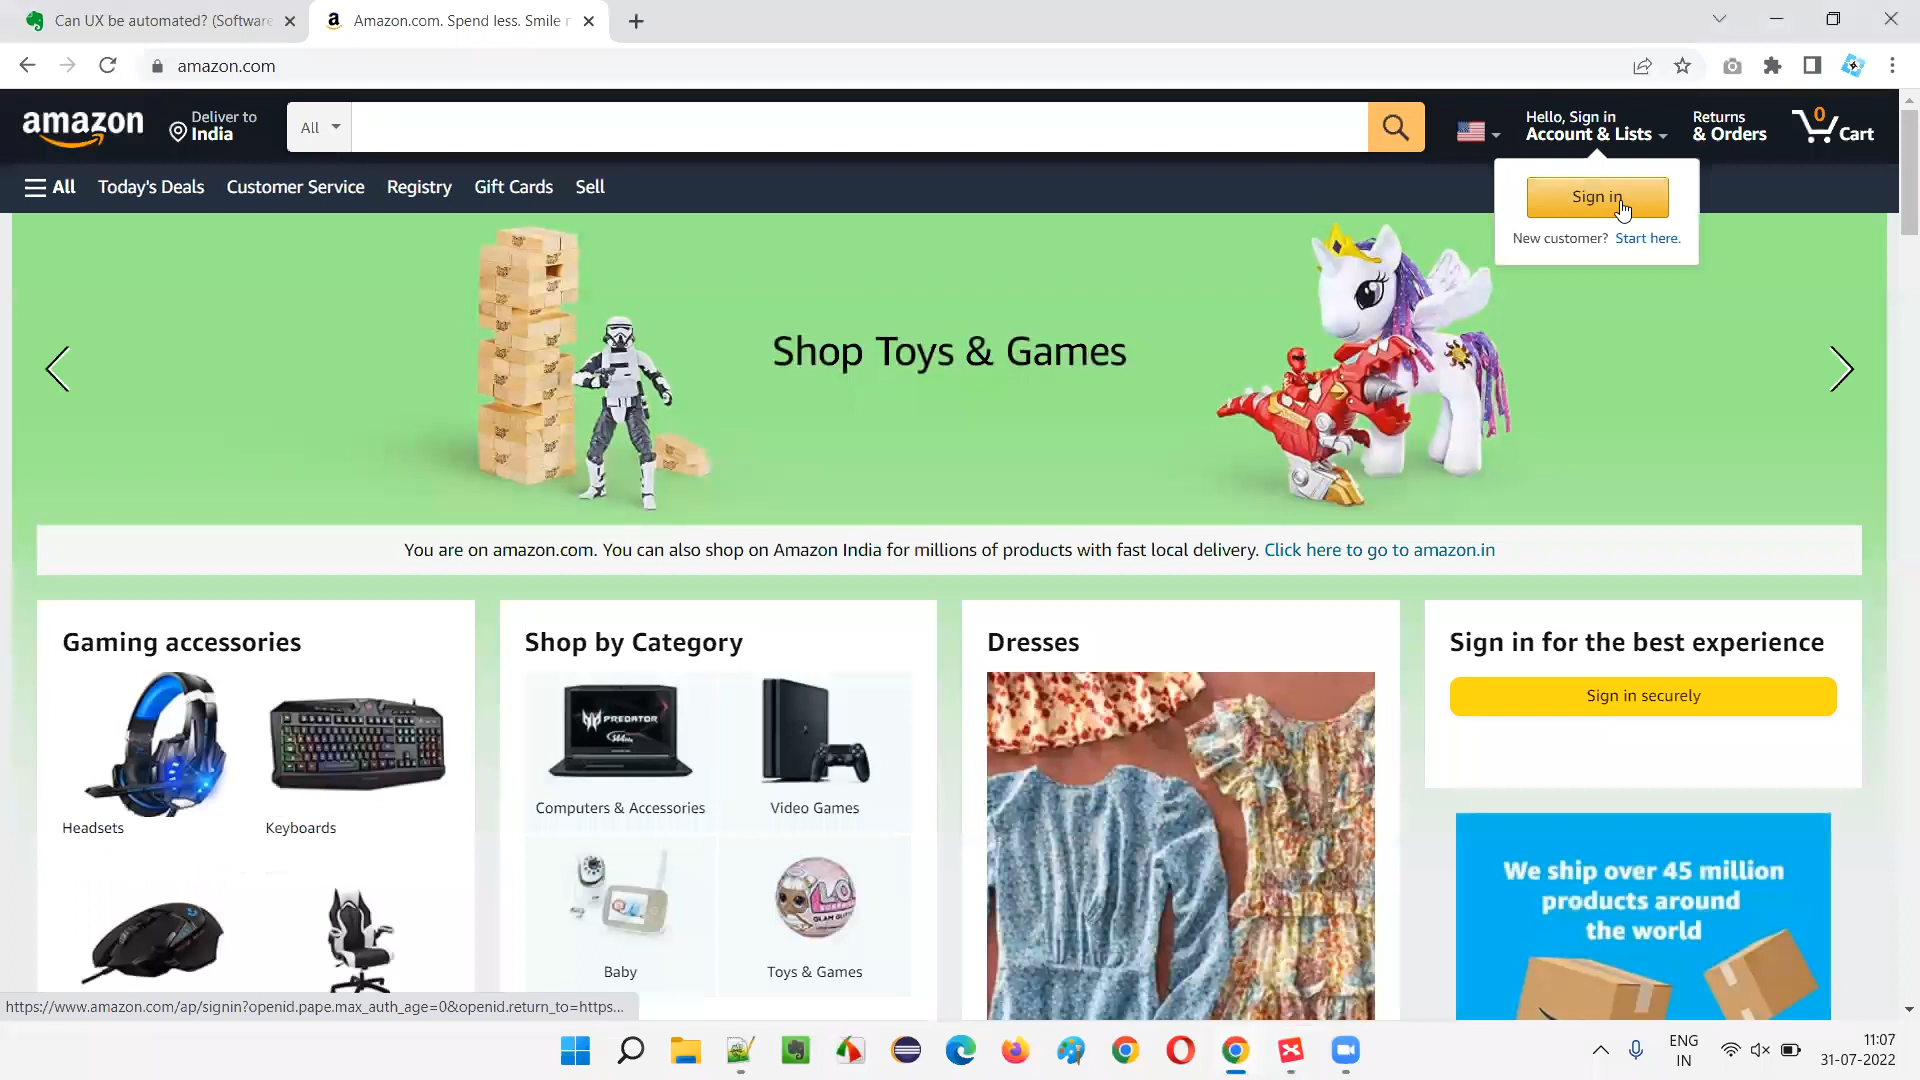 Can UX be automated? (Software
Amazon.com. Spend less. Smile m
amazon.com
amazon
Deliver to
India
All
Hello, Sign in
Account & Lists
Returns
& Orders
0
Cart
All
Today's Deals
Customer Service
Registry
Gift Cards
Sell
Sign in
New customer? Start here.
Shop Toys & Games
You are on amazon.com. You can also shop on Amazon India for millions of products with fast local delivery. Click here to go to amazon.in
Gaming accessories
Headsets
Keyboards
Shop by Category
PREDATOR
Computers & Accessories
Video Games
Baby
Toys & Games
Dresses
Sign in for the best experience
Sign in securely
We ship over 45 million
products around
the world
https://www.amazon.com/ap/signin?openid.pape.max_auth_age=0&openid.return_to=https...
ENG
IN
11:07
31-07-2022